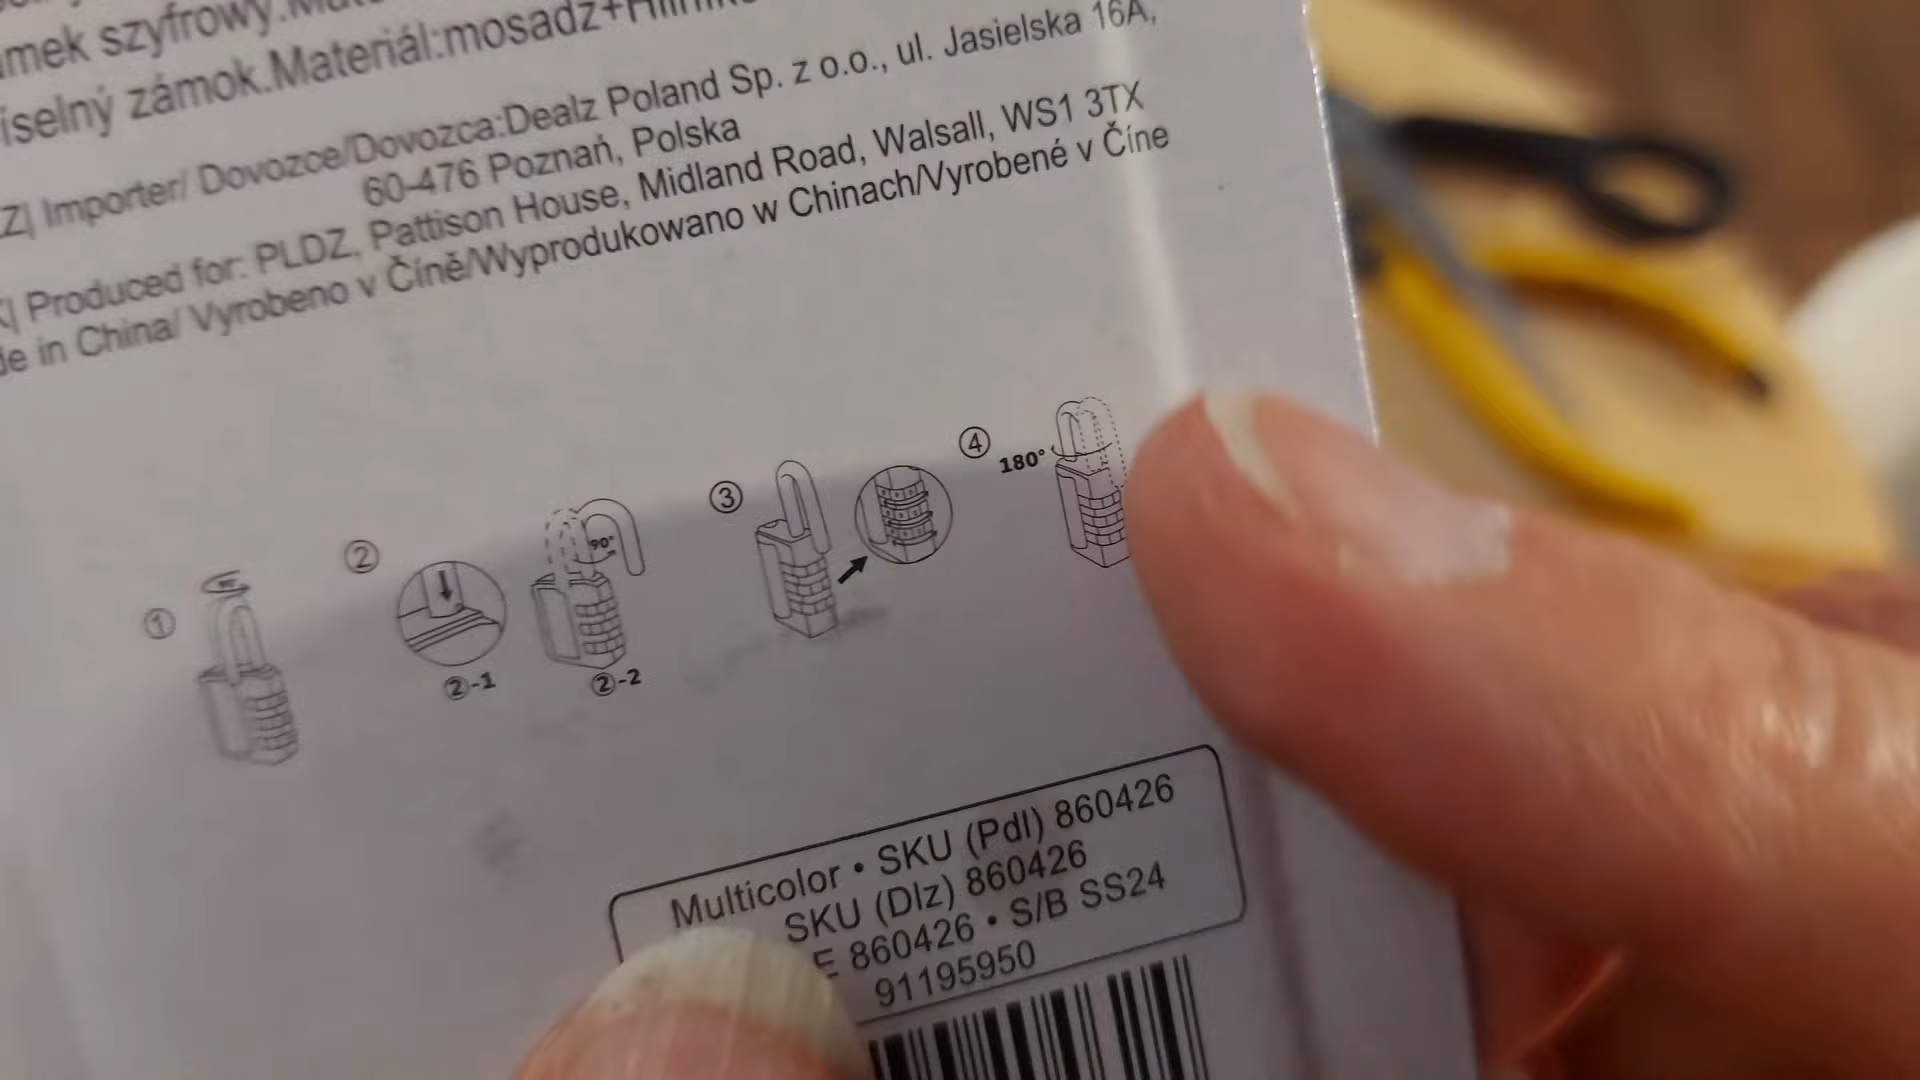 szyfrowy.
zámok.Materiál:mosadz+
Importer/ Dovozce/Dovozca:Dealz Poland Sp. z o.o., ul. Jasielska 16A,
60-476 Poznań, Polska
Produced for: PLDZ, Pattison House, Midland Road, Walsall, WS1 3TX
in China/ Vyrobeno v Číně/Wyprodukowano w Chinach/Vyrobené v Číne
①
②
90°
②-1
②-2
③
④
180°
Multicolor • SKU (Pdl) 860426
SKU (Dlz) 860426
E 860426 • S/B SS24
91195950